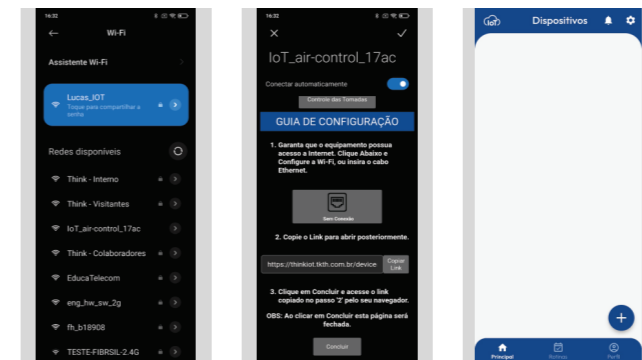 16:32
Wi-Fi
Assistente Wi-Fi
Lucas_IOT
Toque para compartilhar a
senha
Redes disponíveis
Think - Interno
Think - Visitantes
IoT_air-control_17ac
Think - Colaboradores
EducaTelecom
eng_hw_sw_2g
fh_b18908
TESTE-FIBRSIL-2.4G
16:32
IoT_air-control_17ac
Conectar automaticamente
Controle das Tomadas
GUIA DE CONFIGURAÇÃO
1. Garanta que o equipamento possua
acesso a Internet. Clique Abaixo e
Configure a Wi-Fi, ou insira o cabo
Ethernet.
Sem Conexão
2. Copie o Link para abrir posteriormente.
https://thinkiot.tkth.com.br/device
Copiar
Link
3. Clique em Concluir e acesse o link
copiado no passo '2' pelo seu navegador.
OBS: Ao clicar em Concluir esta página será
fechada.
Concluir
IoT
Dispositivos
+
Principal
Rotinas
Perfil